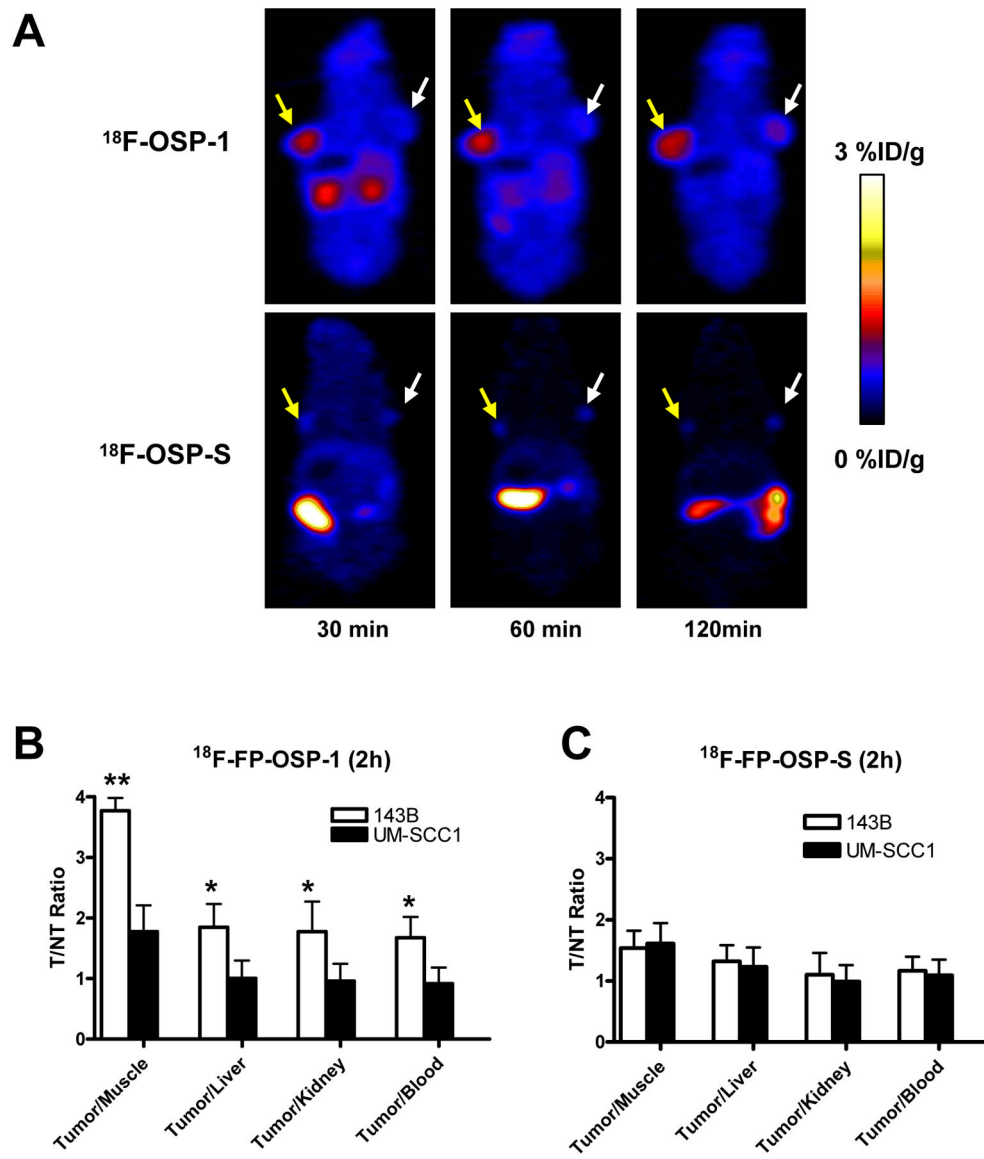 A
18F-OSP-1
3 %ID/g
18F-OSP-S
0 %ID/g
30 min
60 min
120min
B
18F-FP-OSP-1 (2h)
**
143B
UM-SCC1
*
*
*
T/NT Ratio
4
3
2
1
0
Tumor/Muscle
Tumor/Liver
Tumor/Kidney
Tumor/Blood
C
18F-FP-OSP-S (2h)
143B
UM-SCC1
T/NT Ratio
4
3
2
1
0
Tumor/Muscle
Tumor/Liver
Tumor/Kidney
Tumor/Blood